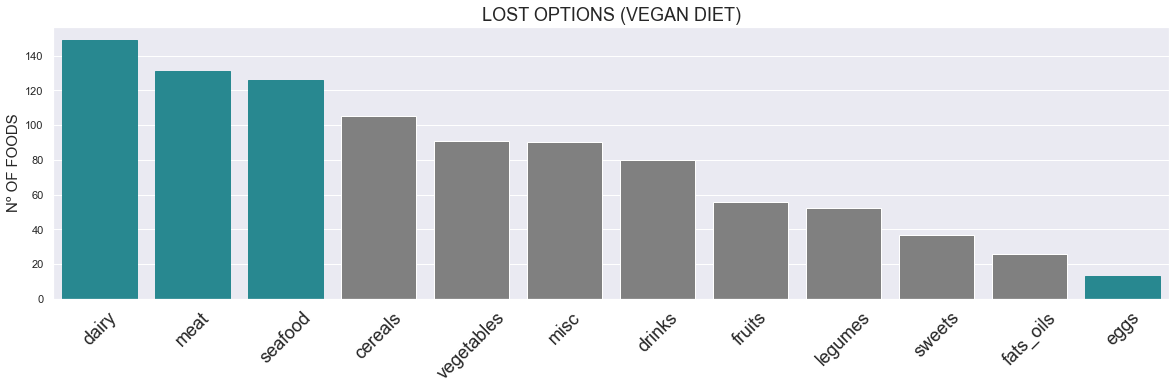 LOST OPTIONS (VEGAN DIET)
Nº OF FOODS
140
120
100
80
60
40
20
0
dairy
meat
seafood
cereals
vegetables
misc
drinks
fruits
legumes
sweets
fats_oils
eggs